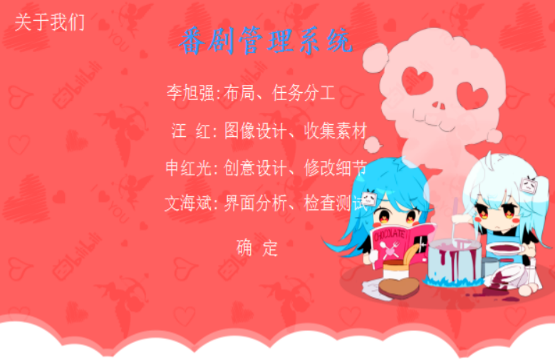 关于我们
番剧管理系统
李旭强:布局、任务分工
汪 红: 图像设计、收集素材
申红光: 创意设计、修改细节
文海斌: 界面分析、检查测试
CHOCOLATE
确 定